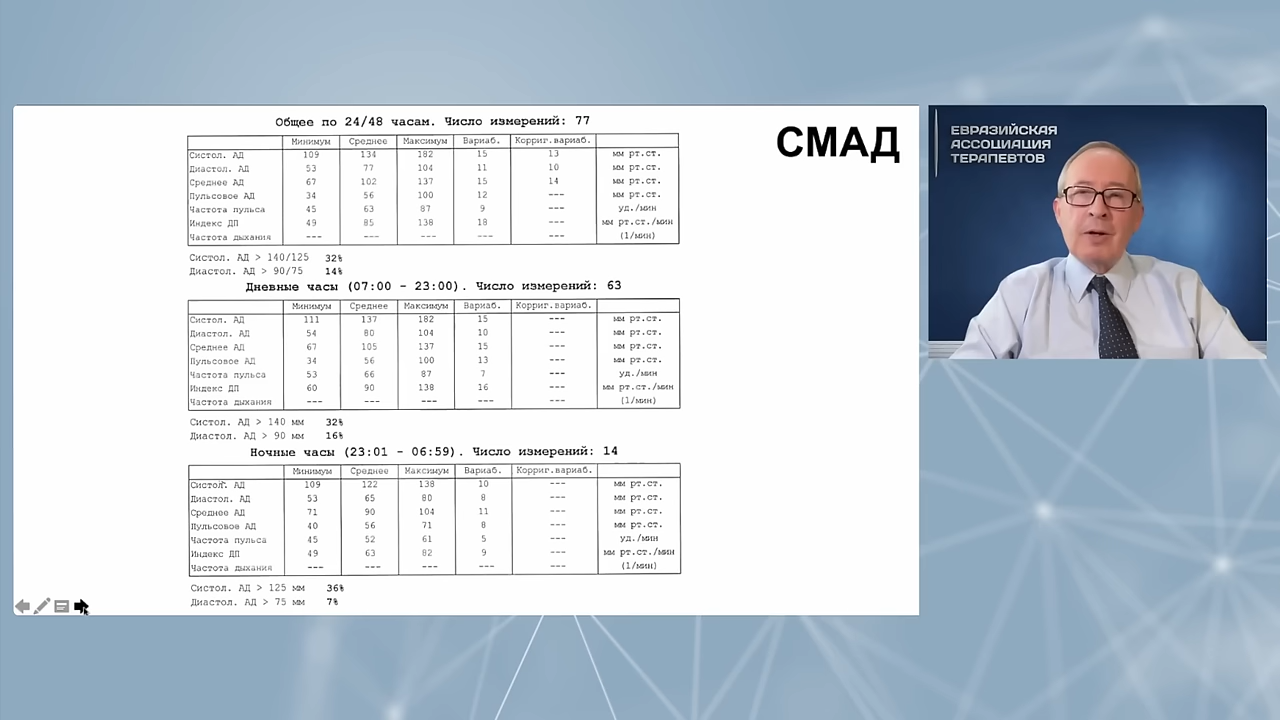 Общее по 24/48 часам. Число измерений: 77
Минимум Среднее Максимум Вариаб. Корриг.вариаб.
Систол. АД 109 134 182 15 13 мм рт.ст.
Диастол. АД 53 77 104 11 10 мм рт.ст.
Среднее АД 67 102 137 15 14 мм рт.ст.
Пульсовое АД 34 56 100 12 --- мм рт.ст.
Частота пульса 45 63 87 9 --- уд./мин
Индекс ДП 49 85 138 18 --- мм рт.ст./мин
Частота дыхания --- --- --- --- --- (1/мин)
Систол. АД > 140/125 32%
Диастол. АД > 90/75 14%
Дневные часы (07:00 - 23:00). Число измерений: 63
Минимум Среднее Максимум Вариаб. Корриг.вариаб.
Систол. АД 111 137 182 15 --- мм рт.ст.
Диастол. АД 54 80 104 10 --- мм рт.ст.
Среднее АД 67 105 137 15 --- мм рт.ст.
Пульсовое АД 34 56 100 13 --- мм рт.ст.
Частота пульса 53 66 87 7 --- уд./мин
Индекс ДП 60 90 138 16 --- мм рт.ст./мин
Частота дыхания --- --- --- --- --- (1/мин)
Систол. АД > 140 мм 32%
Диастол. АД > 90 мм 16%
Ночные часы (23:01 - 06:59). Число измерений: 14
Минимум Среднее Максимум Вариаб. Корриг.вариаб.
Систол. АД 109 122 138 10 --- мм рт.ст.
Диастол. АД 53 65 80 8 --- мм рт.ст.
Среднее АД 71 90 104 11 --- мм рт.ст.
Пульсовое АД 40 56 71 8 --- мм рт.ст.
Частота пульса 45 52 61 5 --- уд./мин
Индекс ДП 49 63 82 9 --- мм рт.ст./мин
Частота дыхания --- --- --- --- --- (1/мин)
Систол. АД > 125 мм 36%
Диастол. АД > 75 мм 7%
СМАД
ЕВРАЗИЙСКАЯ
АССОЦИАЦИЯ
ТЕРАПЕВТОВ